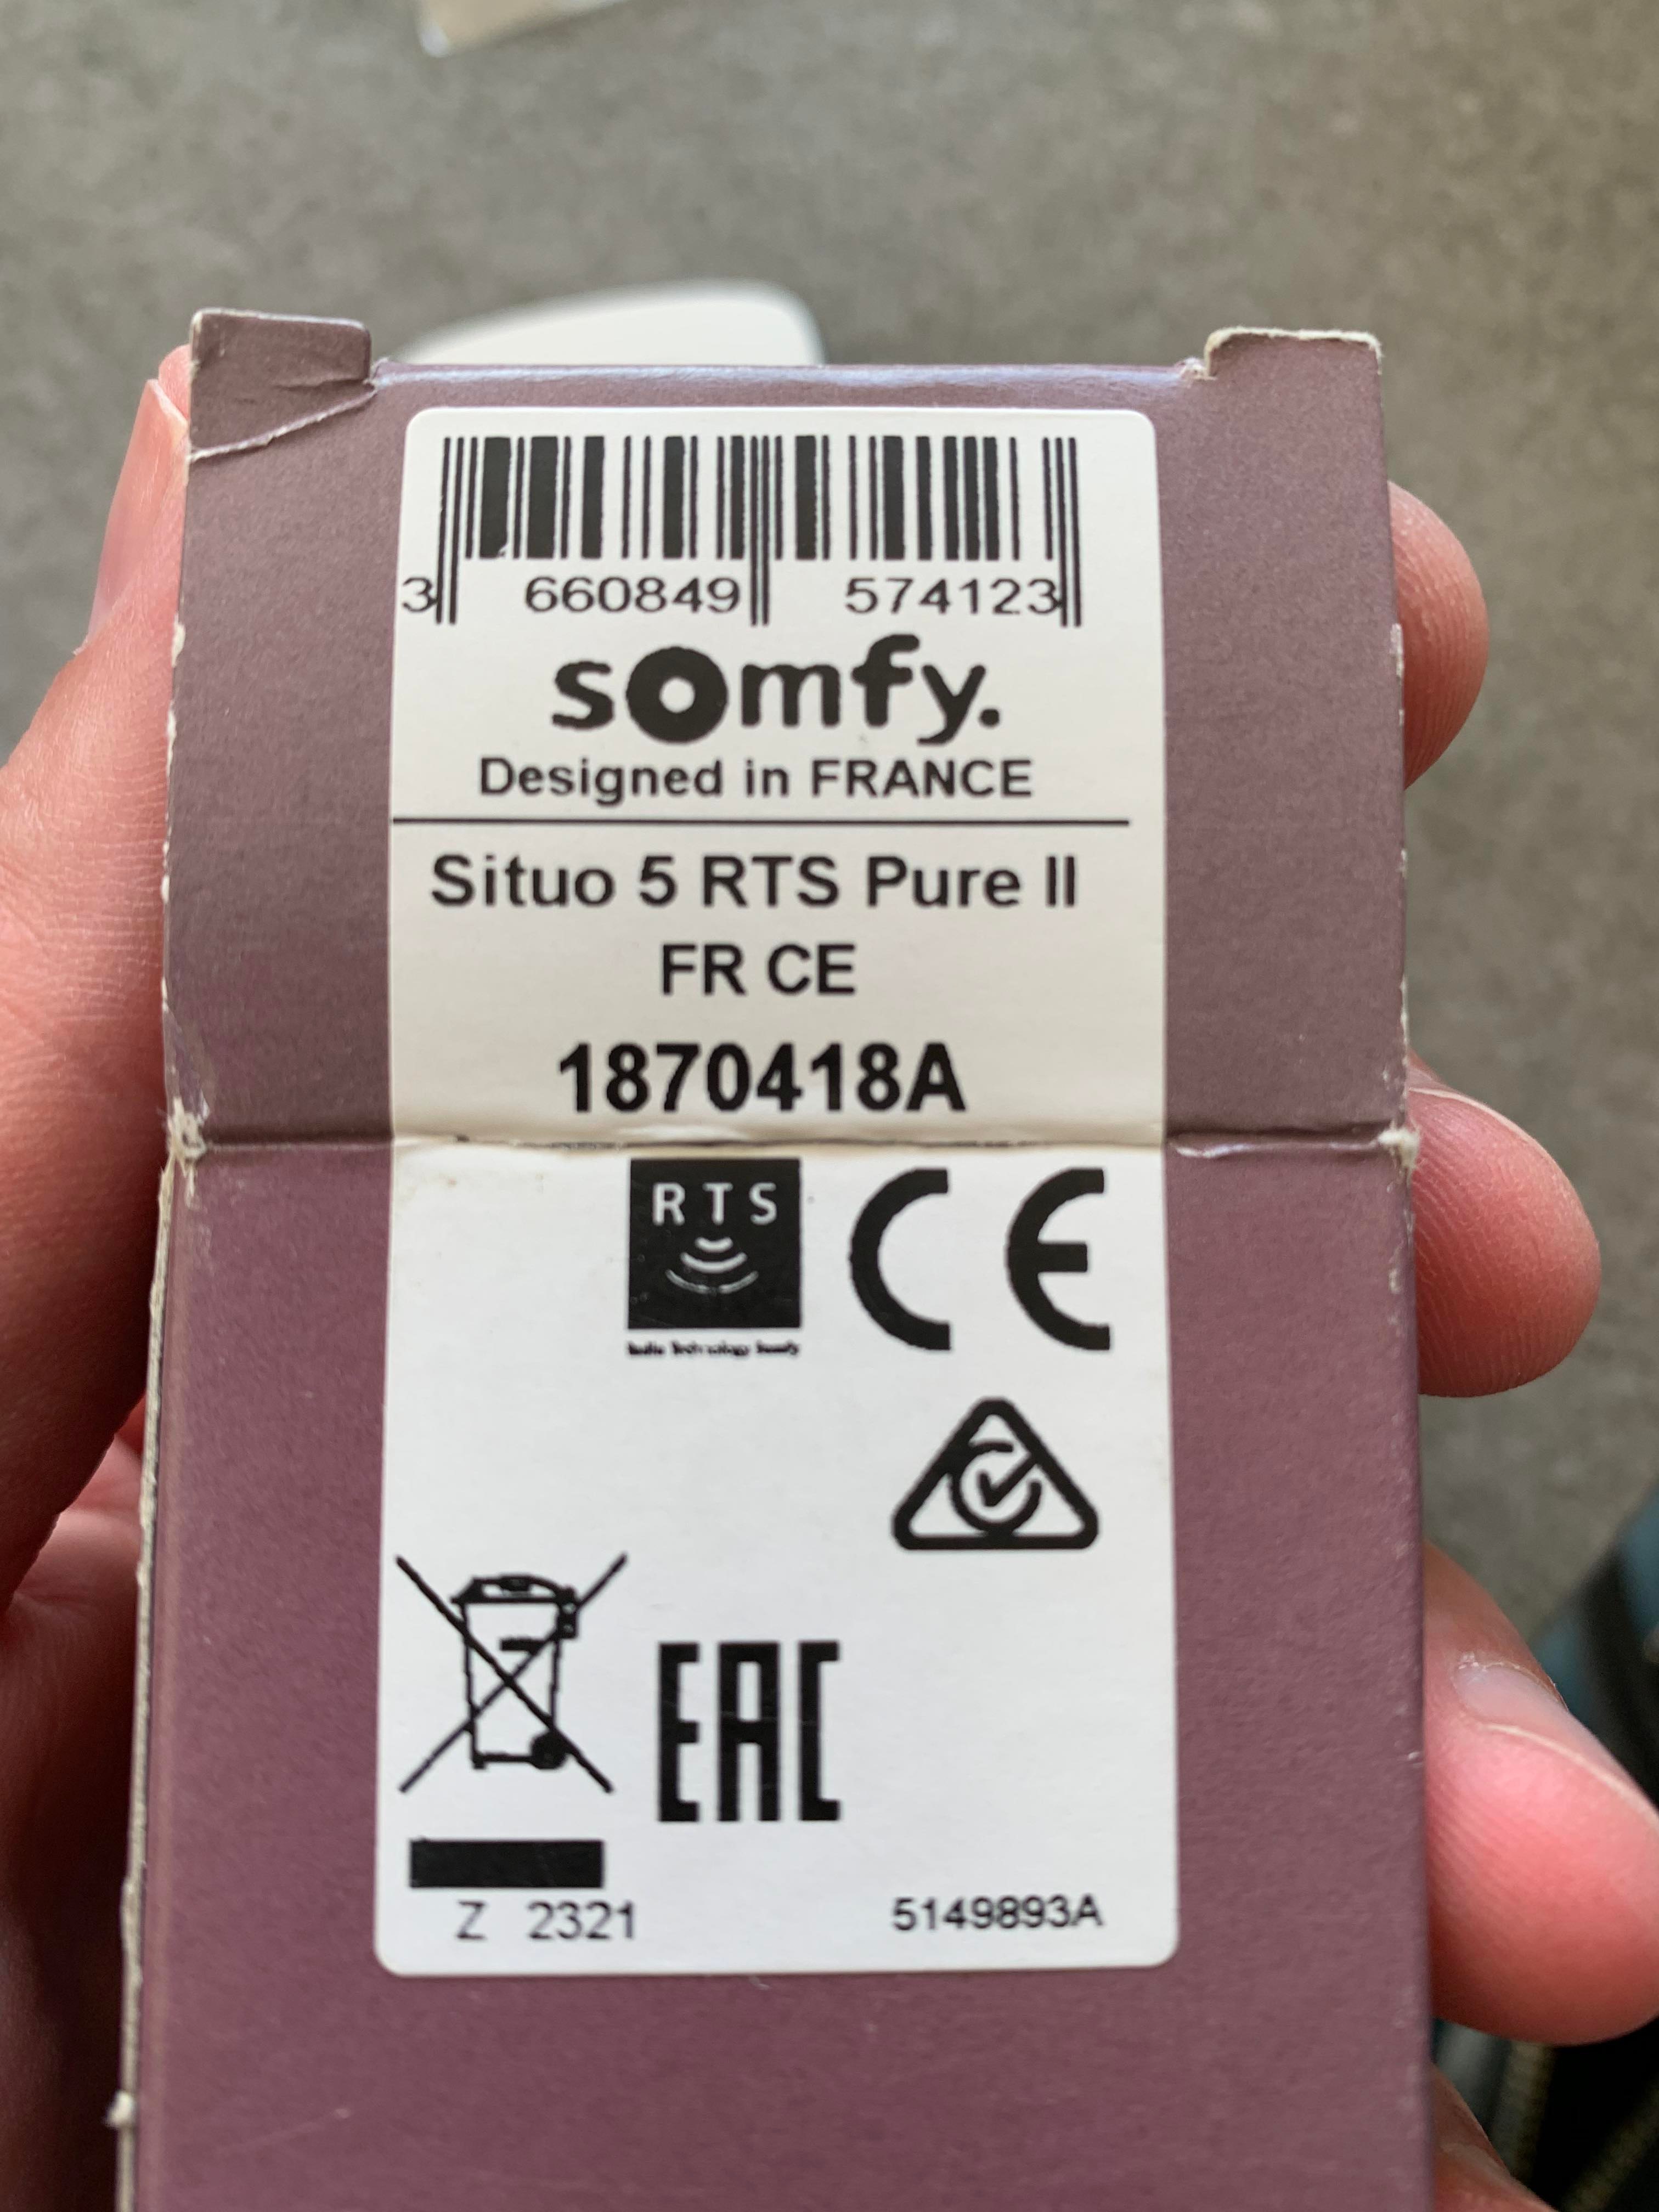 3 660849 574123
somfy.
Designed in FRANCE
Situo 5 RTS Pure II
FR CE
1870418A
RTS CE
Technology
EAC
Z 2321 5149893A